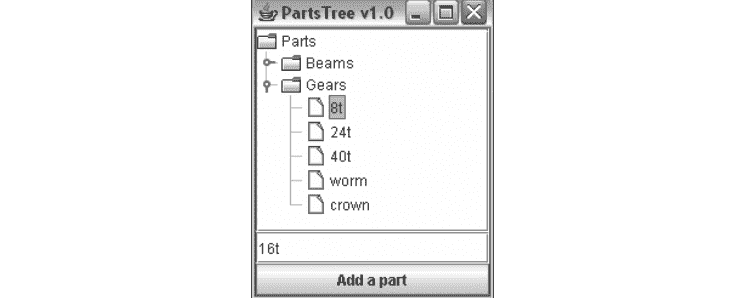 PartsTree v1.0
Parts
Beams
Gears
8t
24t
40t
worm
crown
16t
Add a part